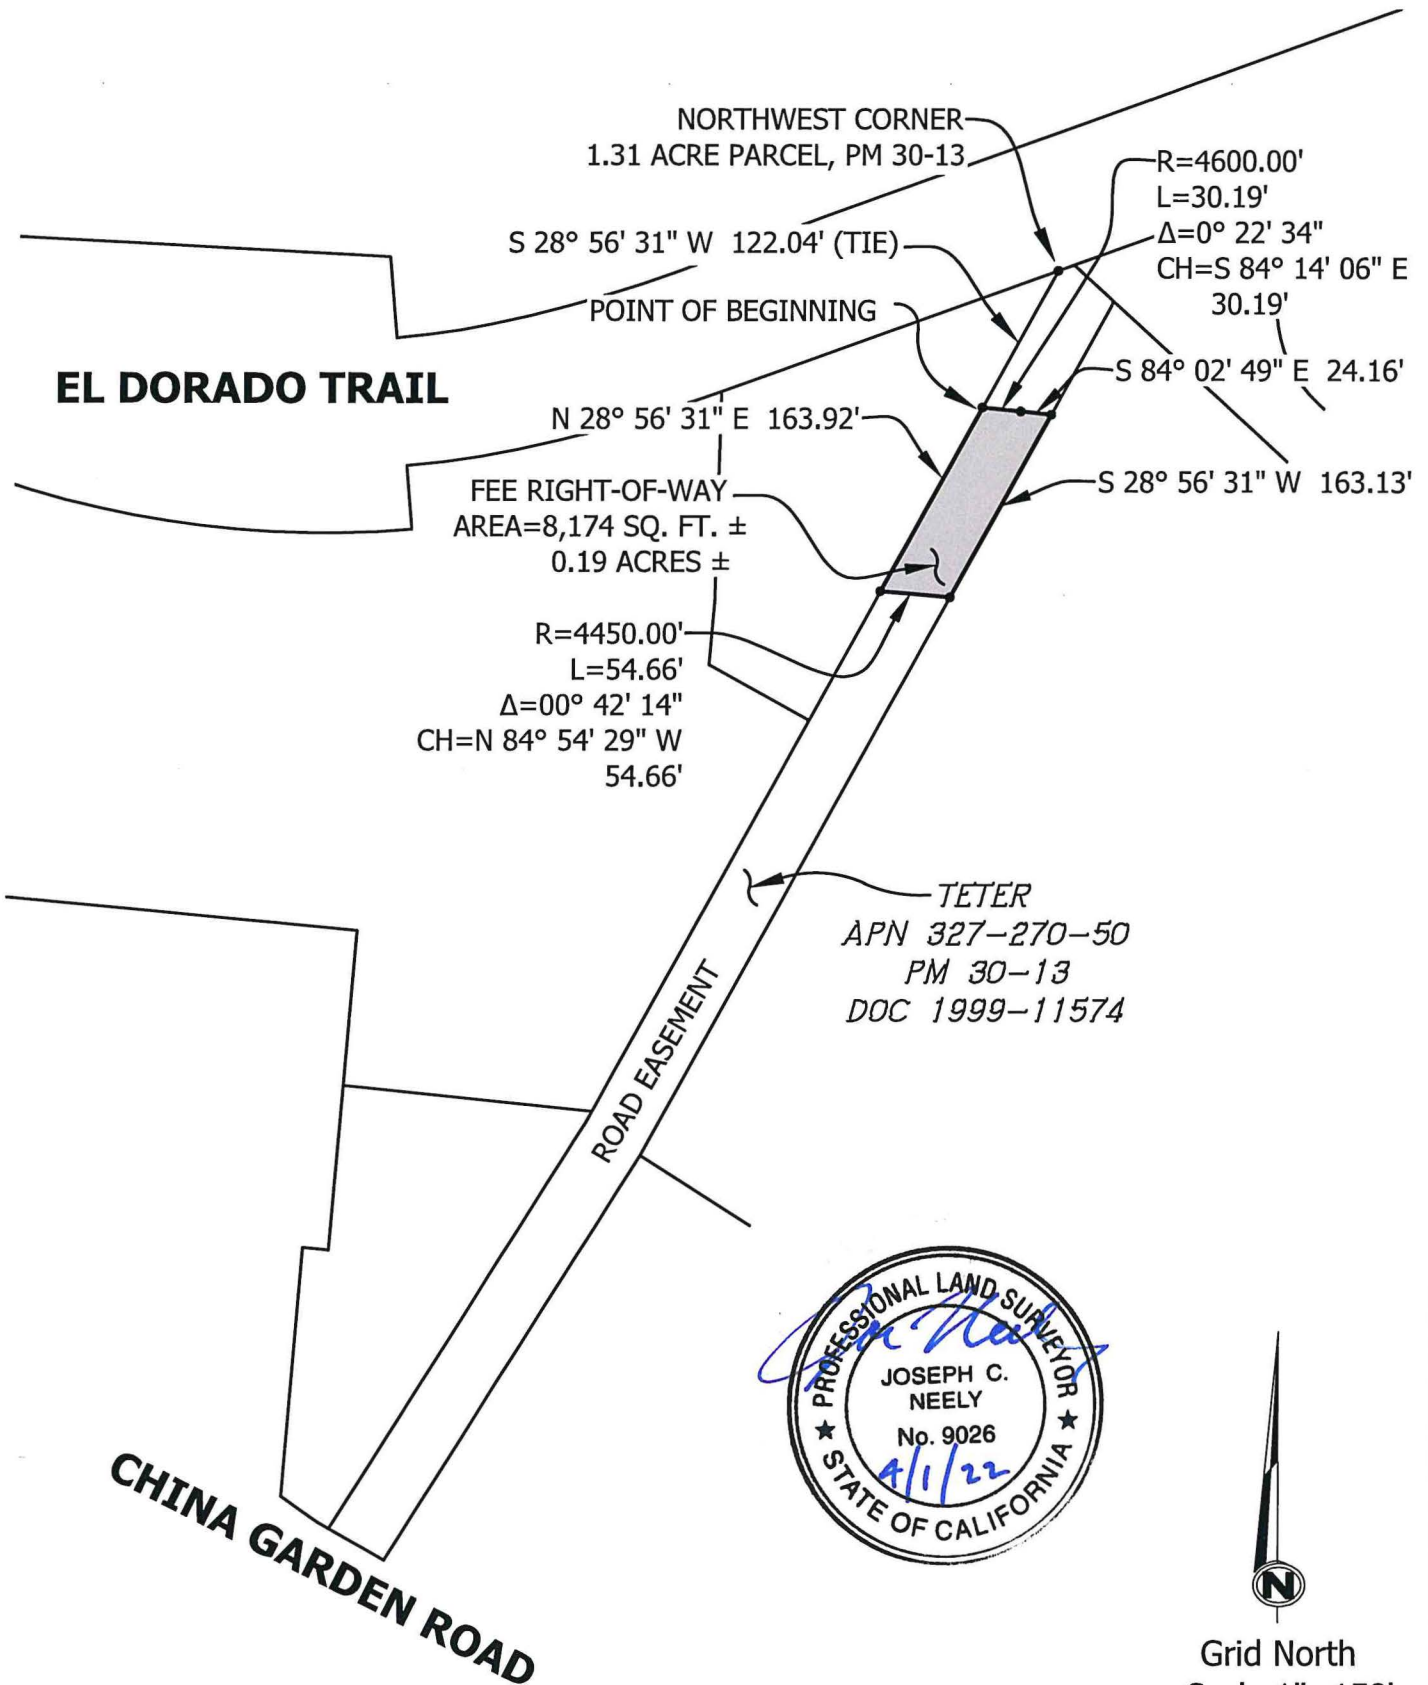 NORTHWEST CORNER
1.31 ACRE PARCEL, PM 30-13
R=4600.00'
L=30.19'
Δ=0° 22' 34"
CH=S 84° 14' 06" E
30.19'
S 28° 56' 31" W 122.04' (TIE)
POINT OF BEGINNING
EL DORADO TRAIL
S 84° 02' 49" E 24.16'
N 28° 56' 31" E 163.92'
S 28° 56' 31" W 163.13'
FEE RIGHT-OF-WAY
AREA=8,174 SQ. FT. ±
0.19 ACRES ±
R=4450.00'
L=54.66'
Δ=00° 42' 14"
CH=N 84° 54' 29" W
54.66'
TETER
APN 327-270-50
PM 30-13
DOC 1999-11574
ROAD EASEMENT
PROFESSIONAL LAND SURVEYOR
JOSEPH C.
NEELY
No. 9026
4/1/22
STATE OF CALIFORNIA
CHINA GARDEN ROAD
N
Grid North